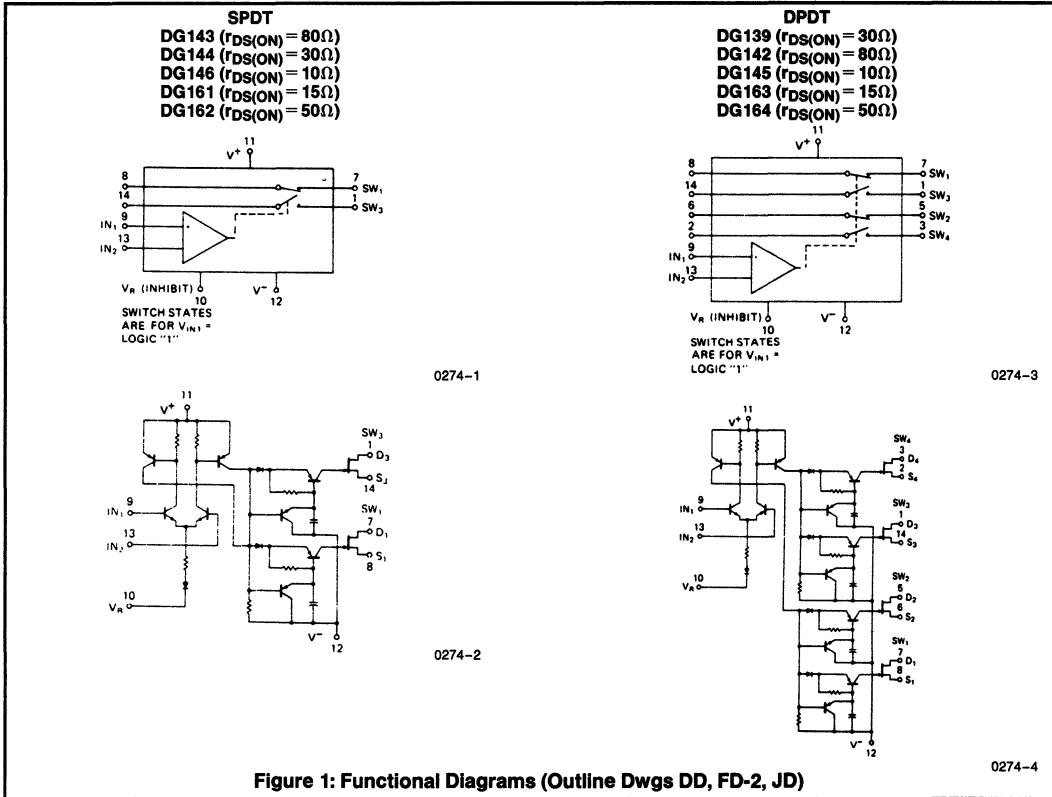 SPDT
DG143 (rDS(ON) = 80Ω)
DG144 (rDS(ON) = 30Ω)
DG146 (rDS(ON) = 10Ω)
DG161 (rDS(ON) = 15Ω)
DG162 (rDS(ON) = 50Ω)
11
V+
8
14
9
IN1
13
IN2
7
SW1
1
SW3
VR (INHIBIT)
10
V−
12
SWITCH STATES
ARE FOR VIN1 =
LOGIC "1"
0274–1
DPDT
DG139 (rDS(ON) = 30Ω)
DG142 (rDS(ON) = 80Ω)
DG145 (rDS(ON) = 10Ω)
DG163 (rDS(ON) = 15Ω)
DG164 (rDS(ON) = 50Ω)
11
V+
8
14
6
2
9
IN1
13
IN2
7
SW1
1
SW3
5
SW2
3
SW4
VR (INHIBIT)
10
V−
12
SWITCH STATES
ARE FOR VIN1 =
LOGIC "1"
0274–3
11
V+
9
IN1
13
IN2
10
VR
SW3
1
D3
S3
14
SW1
7
D1
S1
8
V−
12
0274–2
11
V+
9
IN1
13
IN2
10
VR
SW4
3
D4
2
S4
SW3
1
D3
14
S3
SW2
5
D2
6
S2
SW1
7
D1
8
S1
V−
12
0274–4
Figure 1: Functional Diagrams (Outline Dwgs DD, FD-2, JD)